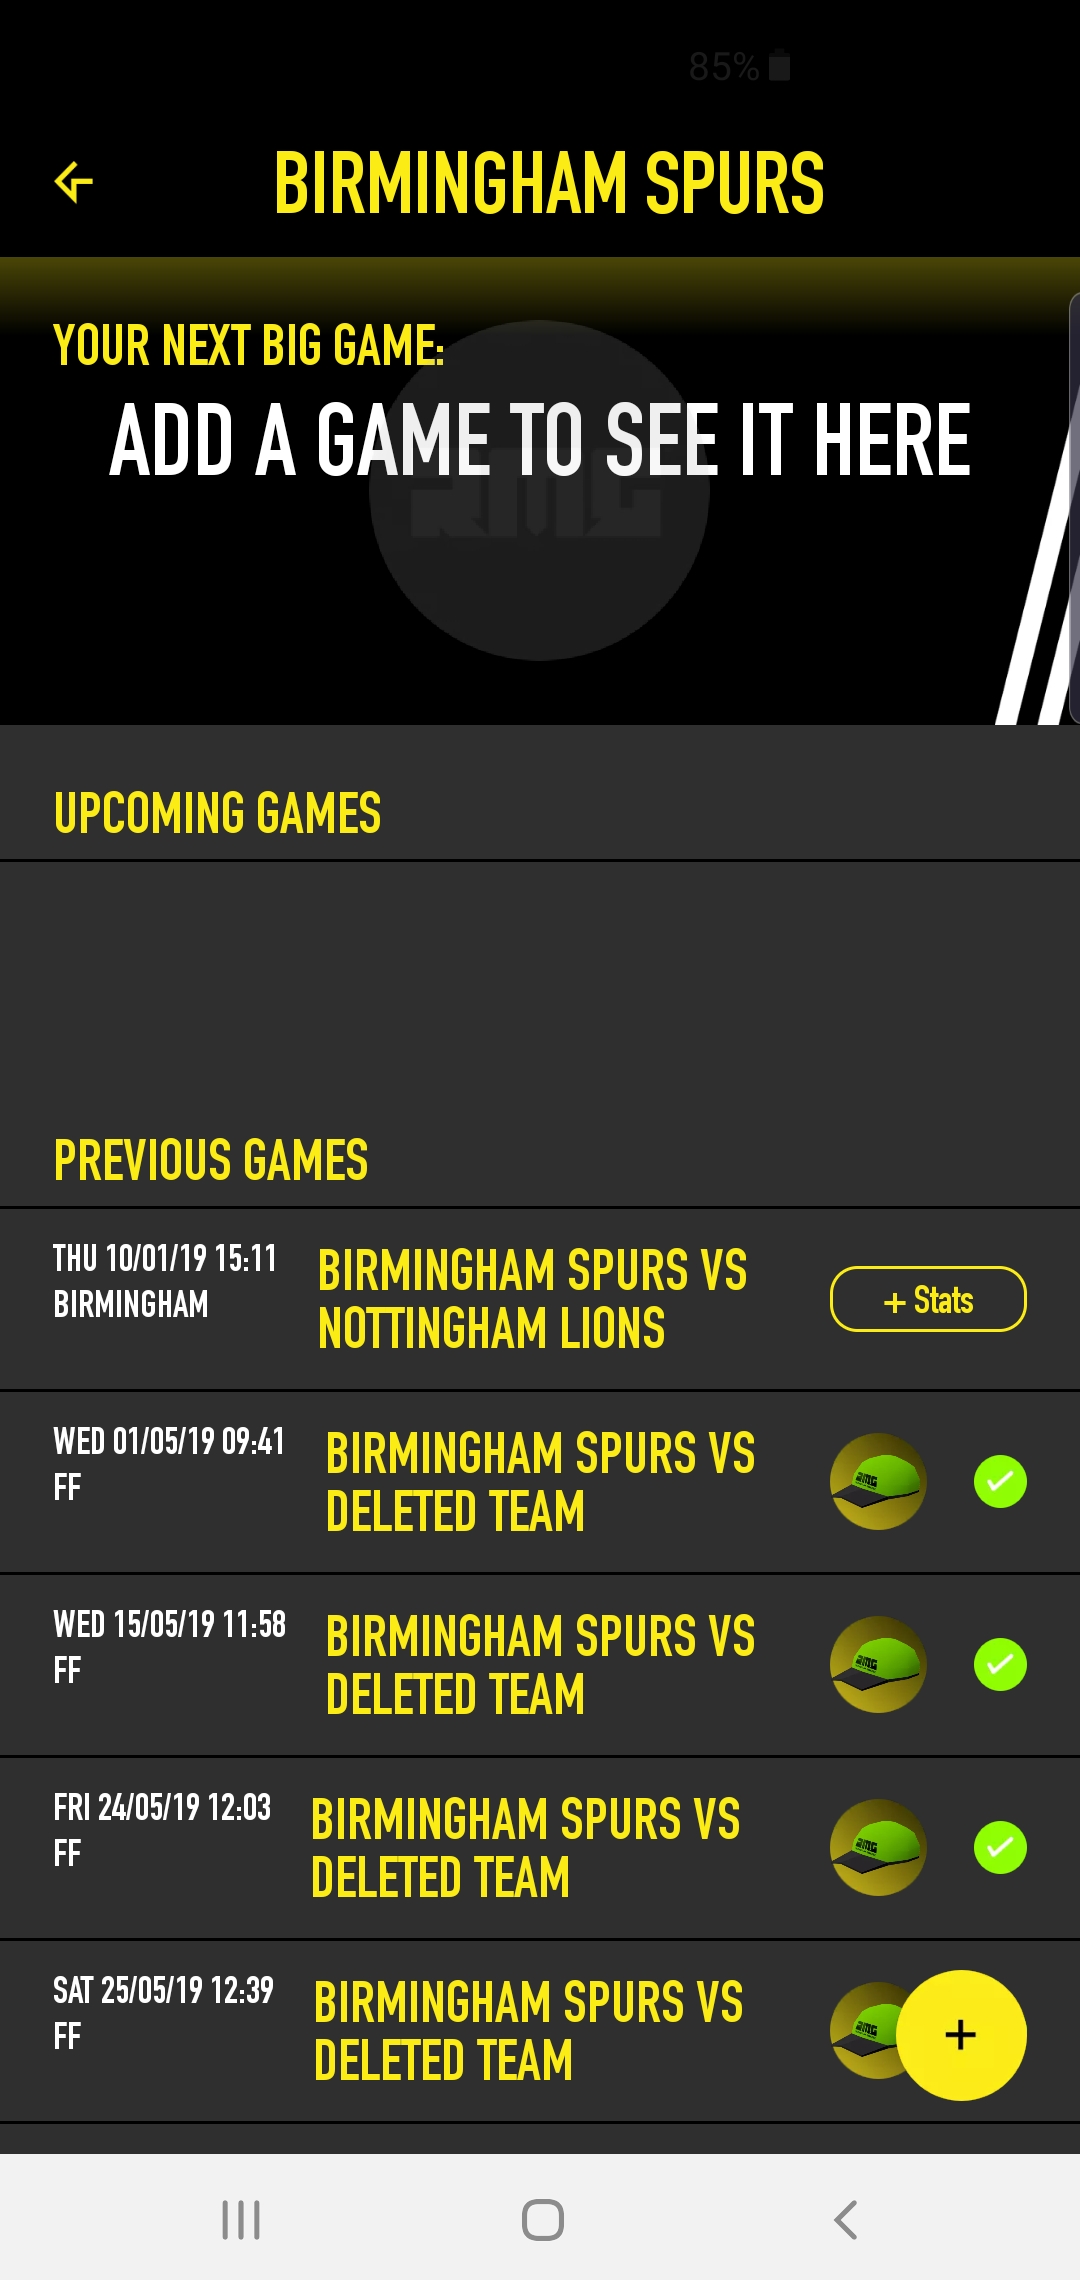 85%
BIRMINGHAM SPURS
YOUR NEXT BIG GAME:
ADD A GAME TO SEE IT HERE
UPCOMING GAMES
PREVIOUS GAMES
THU 10/01/19 15:11
BIRMINGHAM
BIRMINGHAM SPURS VS
NOTTINGHAM LIONS
+ Stats
WED 01/05/19 09:41
FF
BIRMINGHAM SPURS VS
DELETED TEAM
WED 15/05/19 11:58
FF
BIRMINGHAM SPURS VS
DELETED TEAM
FRI 24/05/19 12:03
FF
BIRMINGHAM SPURS VS
DELETED TEAM
SAT 25/05/19 12:39
FF
BIRMINGHAM SPURS VS
DELETED TEAM
+